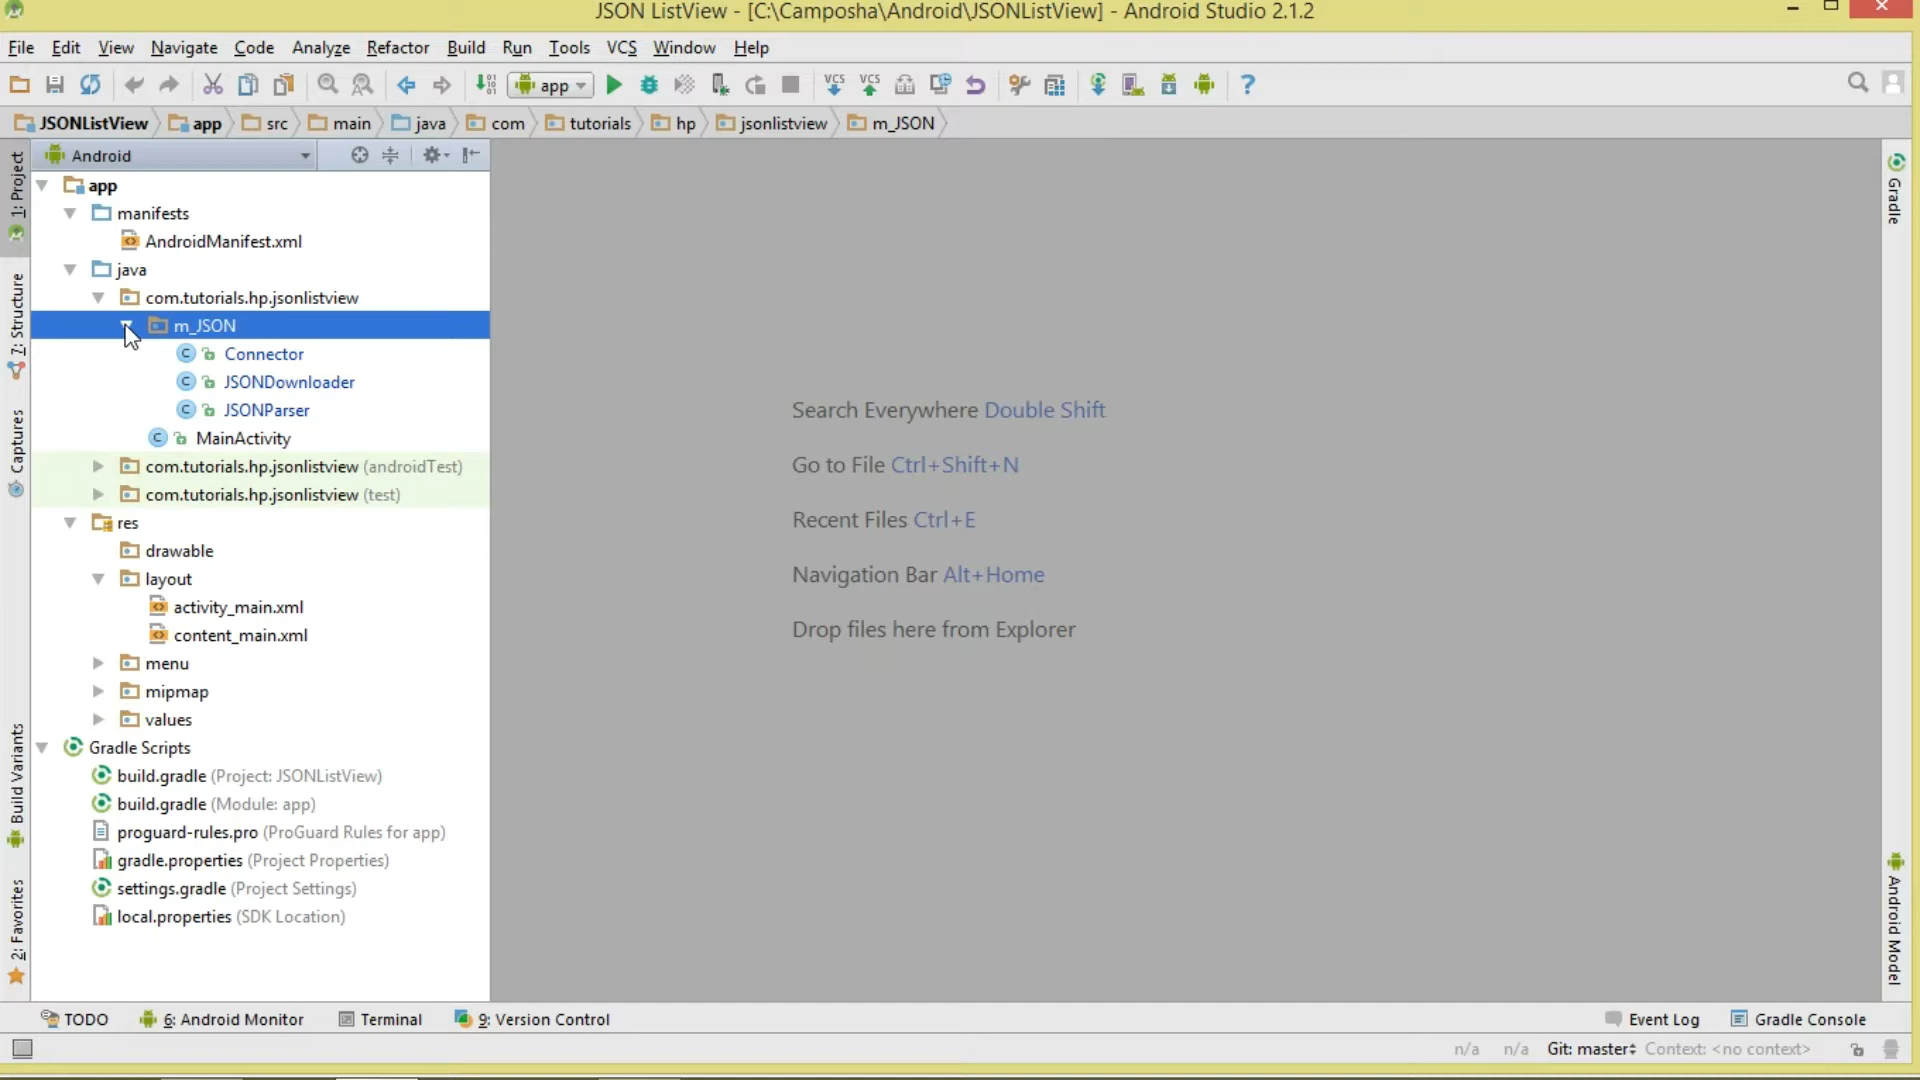 JSON ListView - [C:\Camposha\Android\JSONListView] - Android Studio 2.1.2
File Edit View Navigate Code Analyze Refactor Build Run Tools VCS Window Help
app VCS VCS ?
JSONListView app src main java com tutorials hp jsonlistview m_JSON
Android
1: Project
7: Structure
Captures
Build Variants
2: Favorites
app
manifests
AndroidManifest.xml
java
com.tutorials.hp.jsonlistview
m_JSON
Connector
JSONDownloader
JSONParser
MainActivity
com.tutorials.hp.jsonlistview (androidTest)
com.tutorials.hp.jsonlistview (test)
res
drawable
layout
activity_main.xml
content_main.xml
menu
mipmap
values
Gradle Scripts
build.gradle (Project: JSONListView)
build.gradle (Module: app)
proguard-rules.pro (ProGuard Rules for app)
gradle.properties (Project Properties)
settings.gradle (Project Settings)
local.properties (SDK Location)
Search Everywhere Double Shift
Go to File Ctrl+Shift+N
Recent Files Ctrl+E
Navigation Bar Alt+Home
Drop files here from Explorer
Gradle
Android Model
TODO 6: Android Monitor Terminal 9: Version Control Event Log Gradle Console
n/a n/a Git: master Context: <no context>